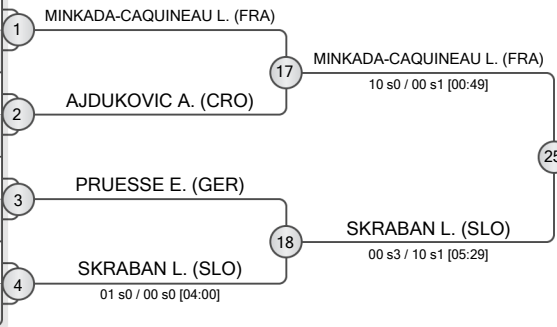 MINKADA-CAQUINEAU L. (FRA)
1
17
MINKADA-CAQUINEAU L. (FRA)
10 s0 / 00 s1 [00:49]
AJDUKOVIC A. (CRO)
2
25
PRUESSE E. (GER)
3
18
SKRABAN L. (SLO)
00 s3 / 10 s1 [05:29]
SKRABAN L. (SLO)
4
01 s0 / 00 s0 [04:00]